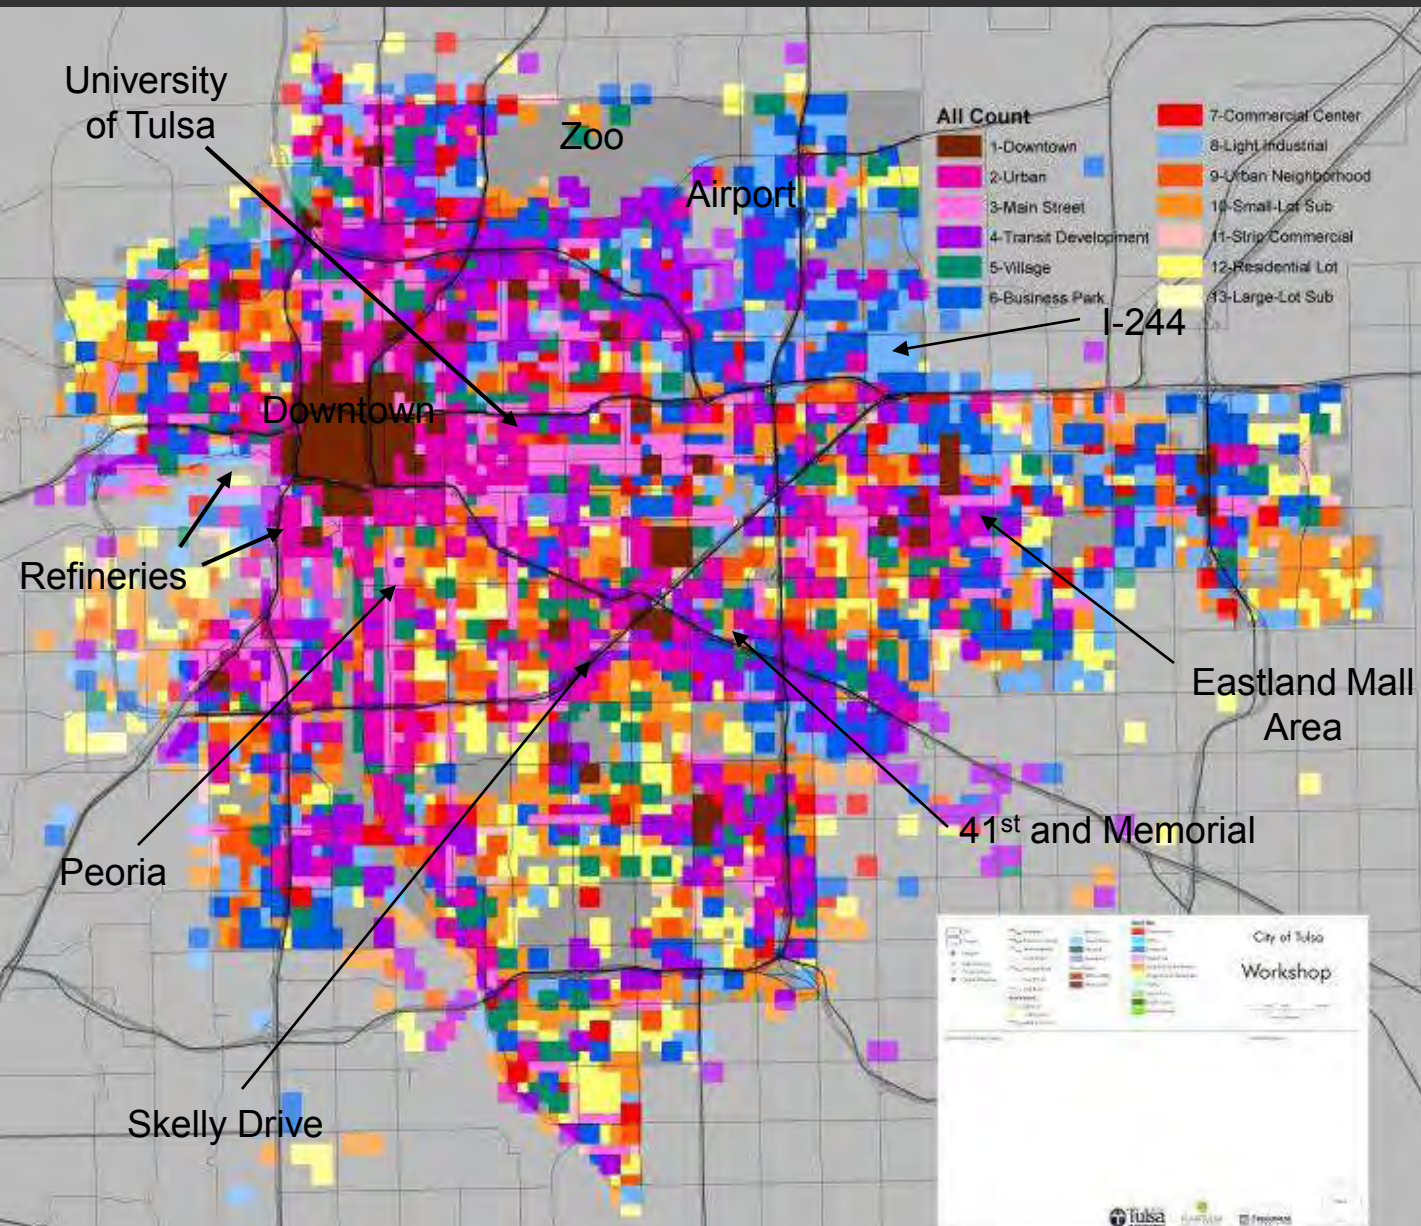 University
of Tulsa
Zoo
Airport
All Count
1-Downtown
2-Urban
3-Main Street
4-Transit Development
5-Village
6-Business Park
7-Commercial Center
8-Light Industrial
9-Urban Neighborhood
10-Small-Lot Sub
11-Strip Commercial
12-Residential Lot
13-Large-Lot Sub
I-244
Downtown
Refineries
Eastland Mall
Area
Peoria
41st and Memorial
Skelly Drive
City of Tulsa
Workshop
Tulsa